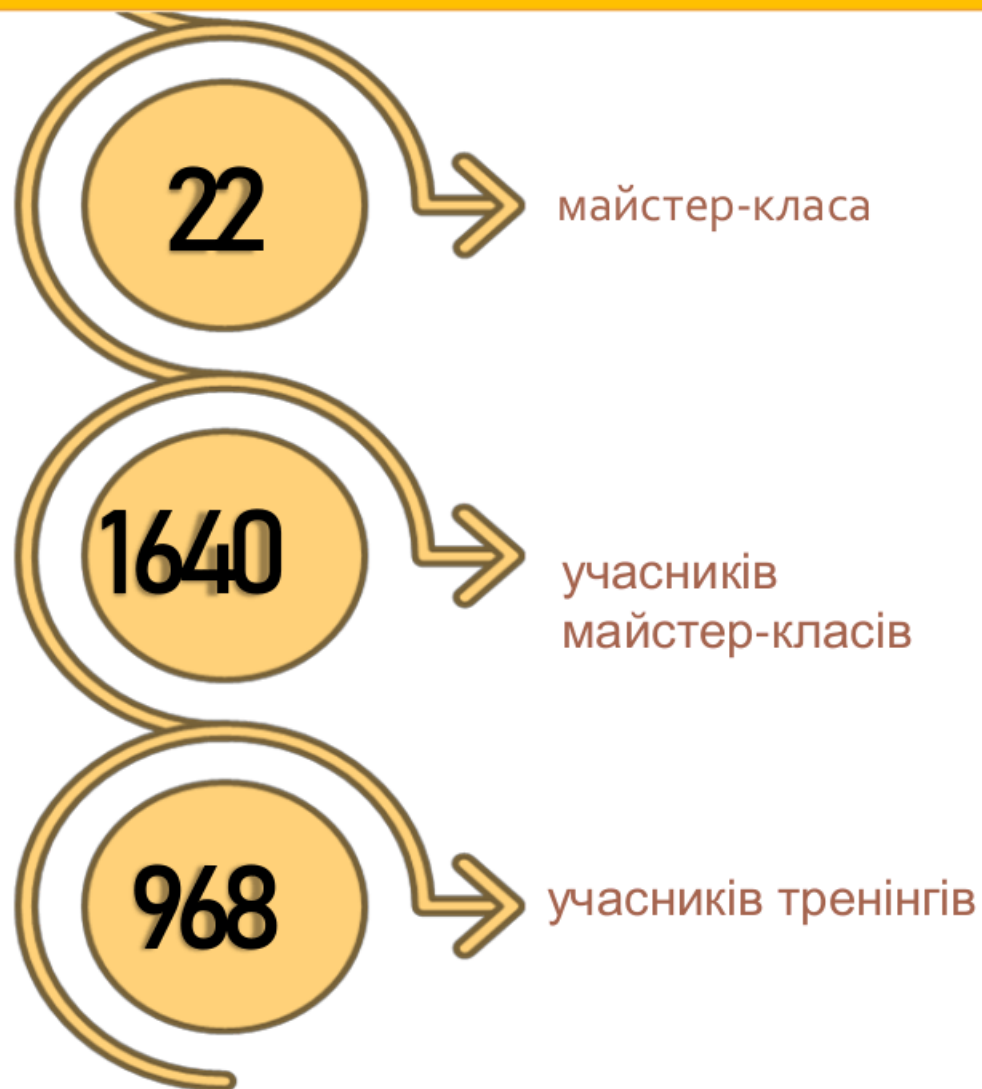 22
майстер-класа
1640
учасників
майстер-класів
968
учасників тренінгів